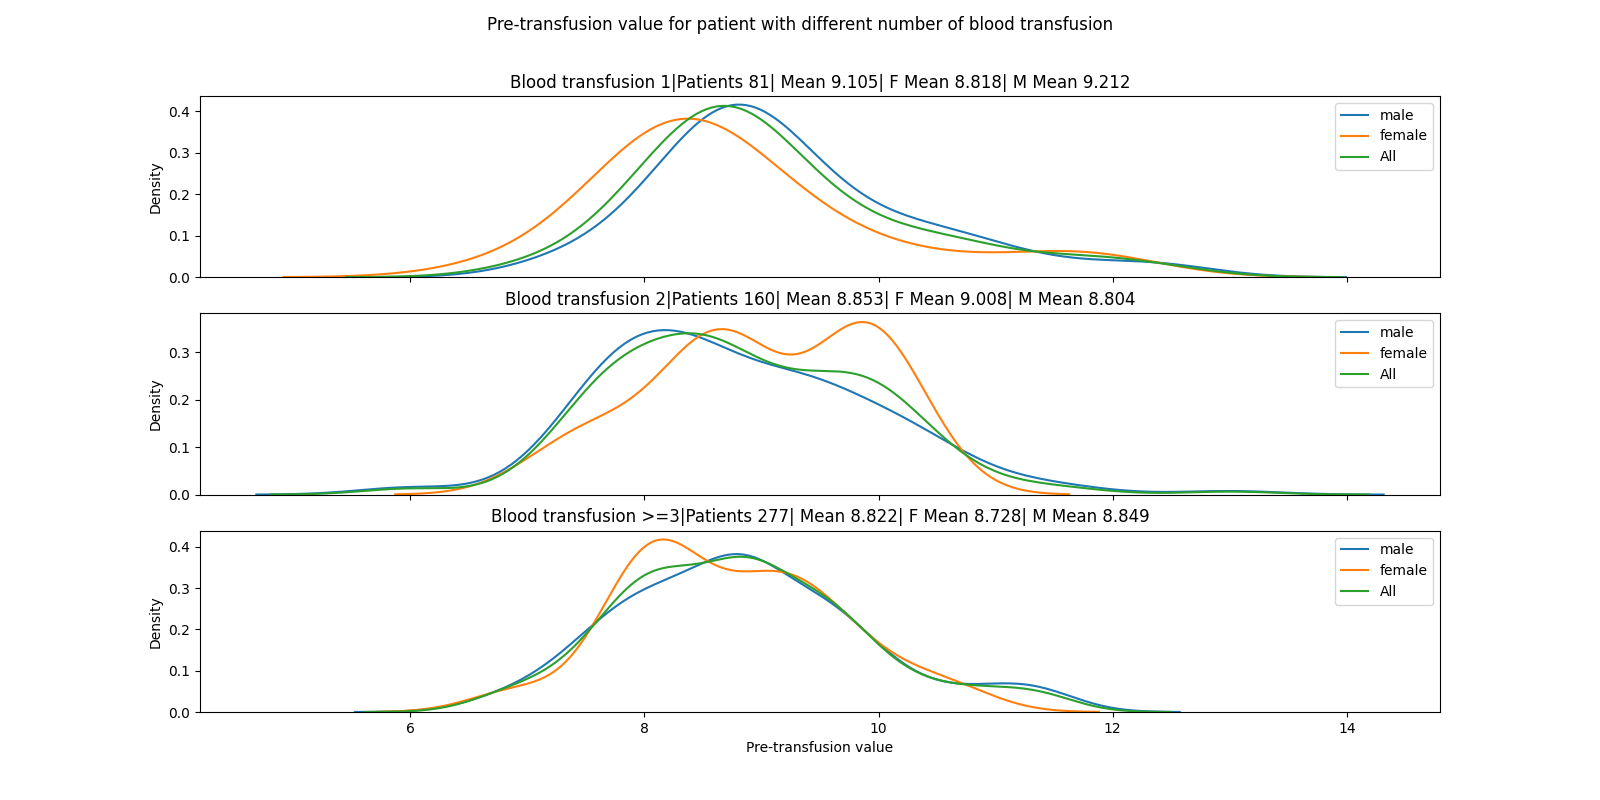 Pre-transfusion value for patient with different number of blood transfusion
Blood transfusion 1|Patients 81| Mean 9.105| F Mean 8.818| M Mean 9.212
0.4
0.3
0.2
0.1
0.0
Density
male
female
All
Blood transfusion 2|Patients 160| Mean 8.853| F Mean 9.008| M Mean 8.804
0.3
0.2
0.1
0.0
Density
male
female
All
Blood transfusion >=3|Patients 277| Mean 8.822| F Mean 8.728| M Mean 8.849
0.4
0.3
0.2
0.1
0.0
Density
male
female
All
6 8 10 12 14
Pre-transfusion value